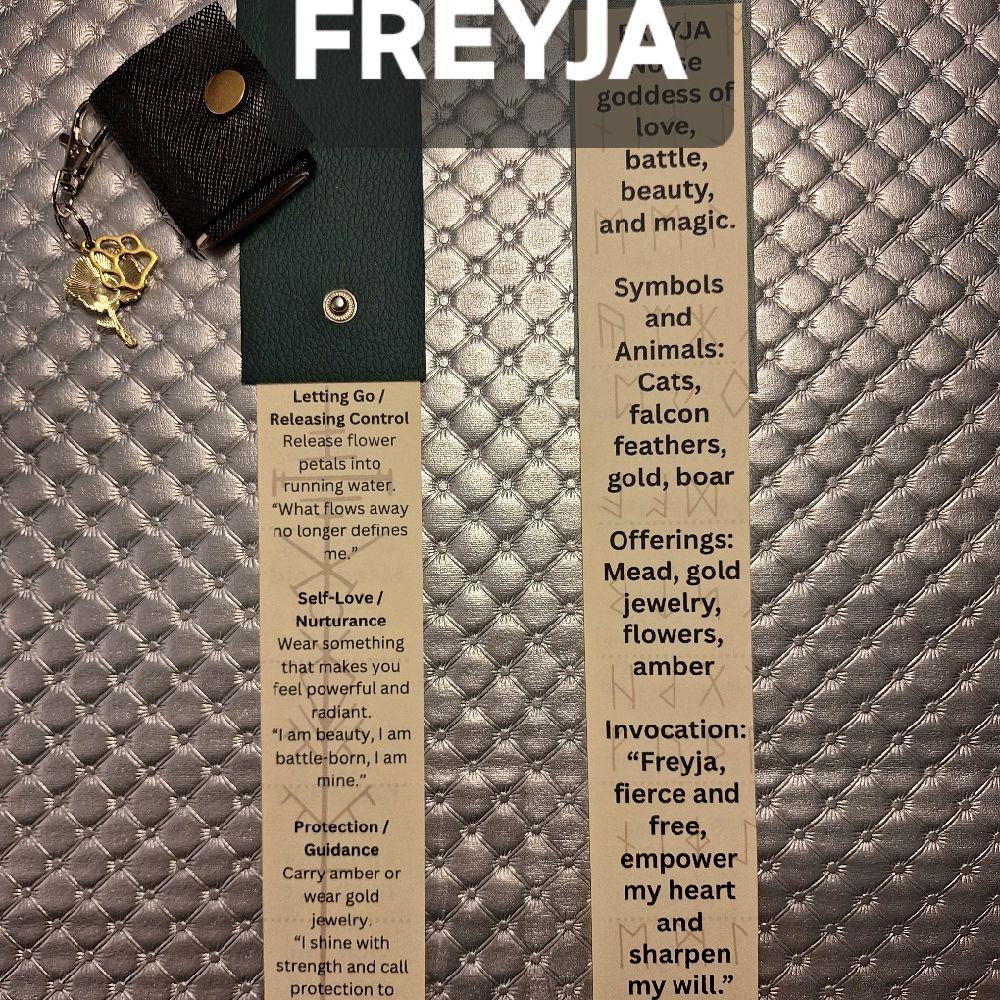 FREYJA
Letting Go /
Releasing Control
Release flower
petals into
running water.
“What flows away
no longer defines
me.”
Self-Love /
Nurturance
Wear something
that makes you
feel powerful and
radiant.
“I am beauty, I am
battle-born, I am
mine.”
Protection /
Guidance
Carry amber or
wear gold
jewelry.
“I shine with
strength and call
protection to
FREYJA
Norse
goddess of
love,
battle,
beauty,
and magic.
Symbols
and
Animals:
Cats,
falcon
feathers,
gold, boar
Offerings:
Mead, gold
jewelry,
flowers,
amber
Invocation:
“Freyja,
fierce and
free,
empower
my heart
and
sharpen
my will.”